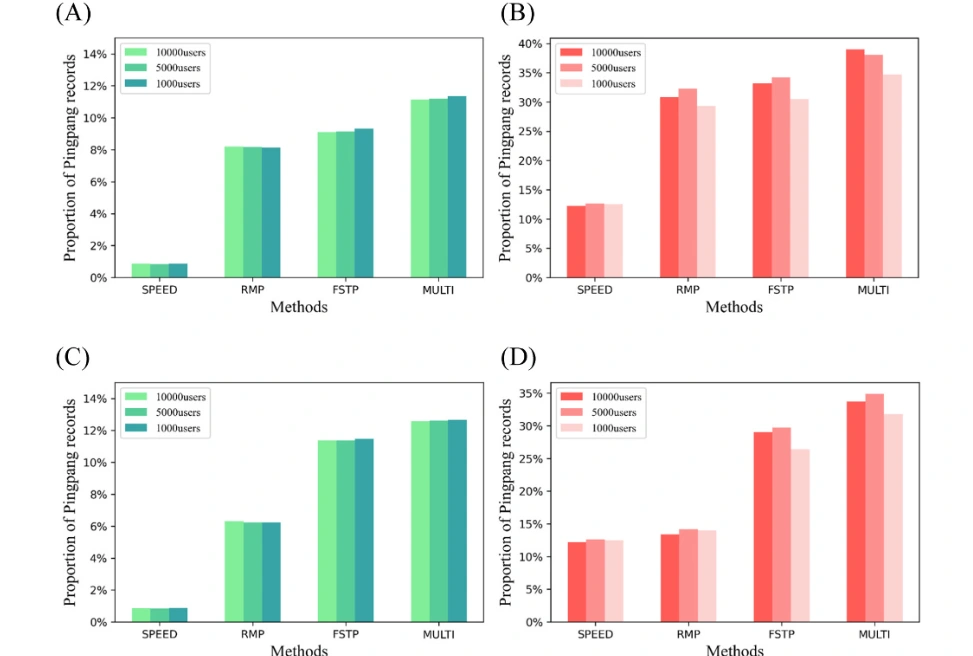 (A)
Proportion of Pingpang records
14%
12%
10%
8%
6%
4%
2%
0%
10000users
5000users
1000users
SPEED RMP FSTP MULTI
Methods
(B)
Proportion of Pingpang records
40%
35%
30%
25%
20%
15%
10%
5%
0%
10000users
5000users
1000users
SPEED RMP FSTP MULTI
Methods
(C)
Proportion of Pingpang records
14%
12%
10%
8%
6%
4%
2%
0%
10000users
5000users
1000users
SPEED RMP FSTP MULTI
Methods
(D)
Proportion of Pingpang records
35%
30%
25%
20%
15%
10%
5%
0%
10000users
5000users
1000users
SPEED RMP FSTP MULTI
Methods